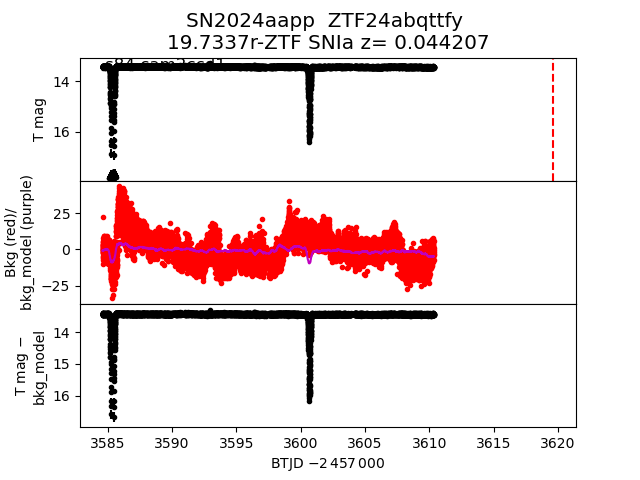 SN2024aapp ZTF24abqttfy
19.7337r-ZTF SNIa z= 0.044207
14
16
T mag
25
0
−25
Bkg (red)/
bkg_model (purple)
14
15
16
T mag −
bkg_model
3585 3590 3595 3600 3605 3610 3615 3620
BTJD −2 457 000